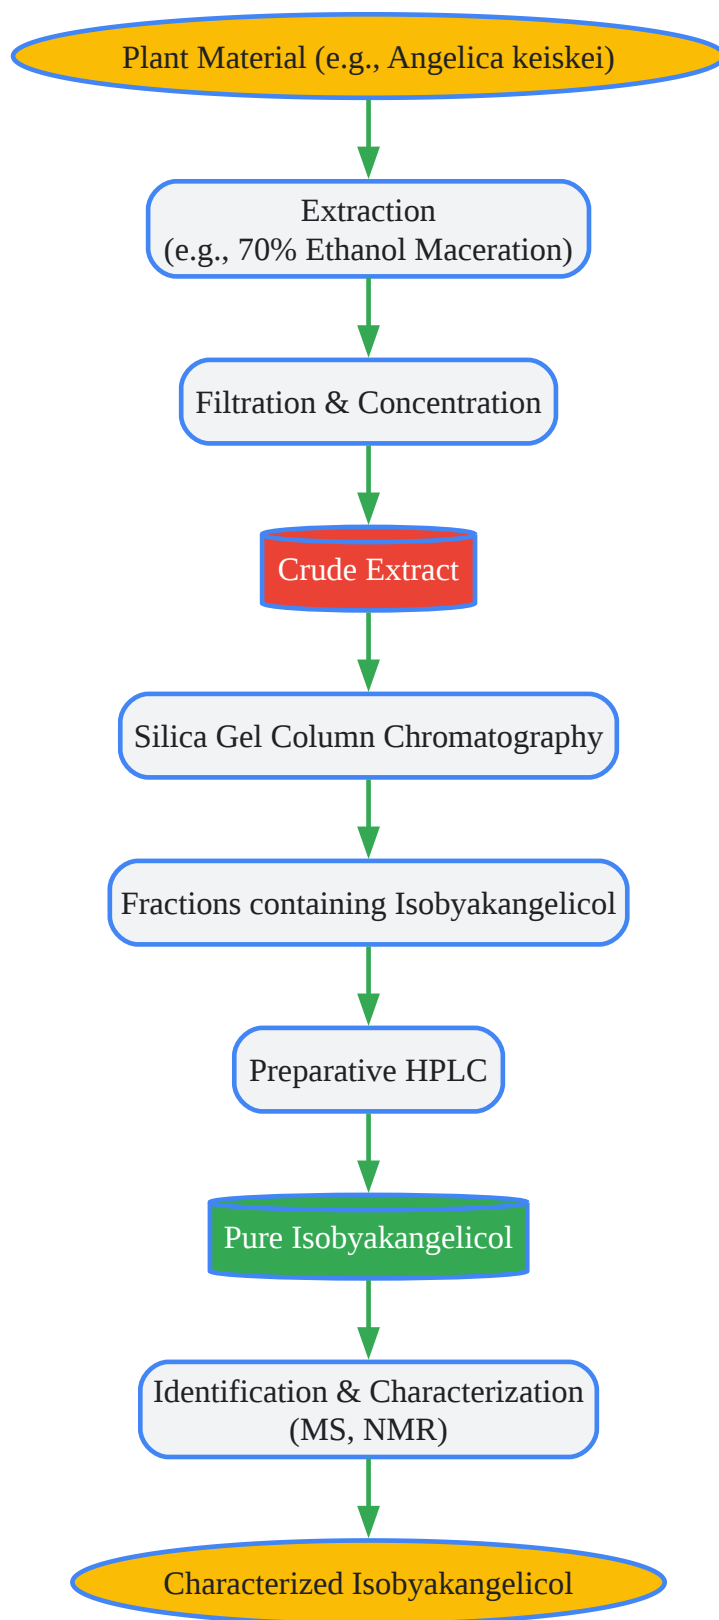 Plant Material (e.g., Angelica keiskei)
Extraction
(e.g., 70% Ethanol Maceration)
Filtration & Concentration
Crude Extract
Silica Gel Column Chromatography
Fractions containing Isobyakangelicol
Preparative HPLC
Pure Isobyakangelicol
Identification & Characterization
(MS, NMR)
Characterized Isobyakangelicol